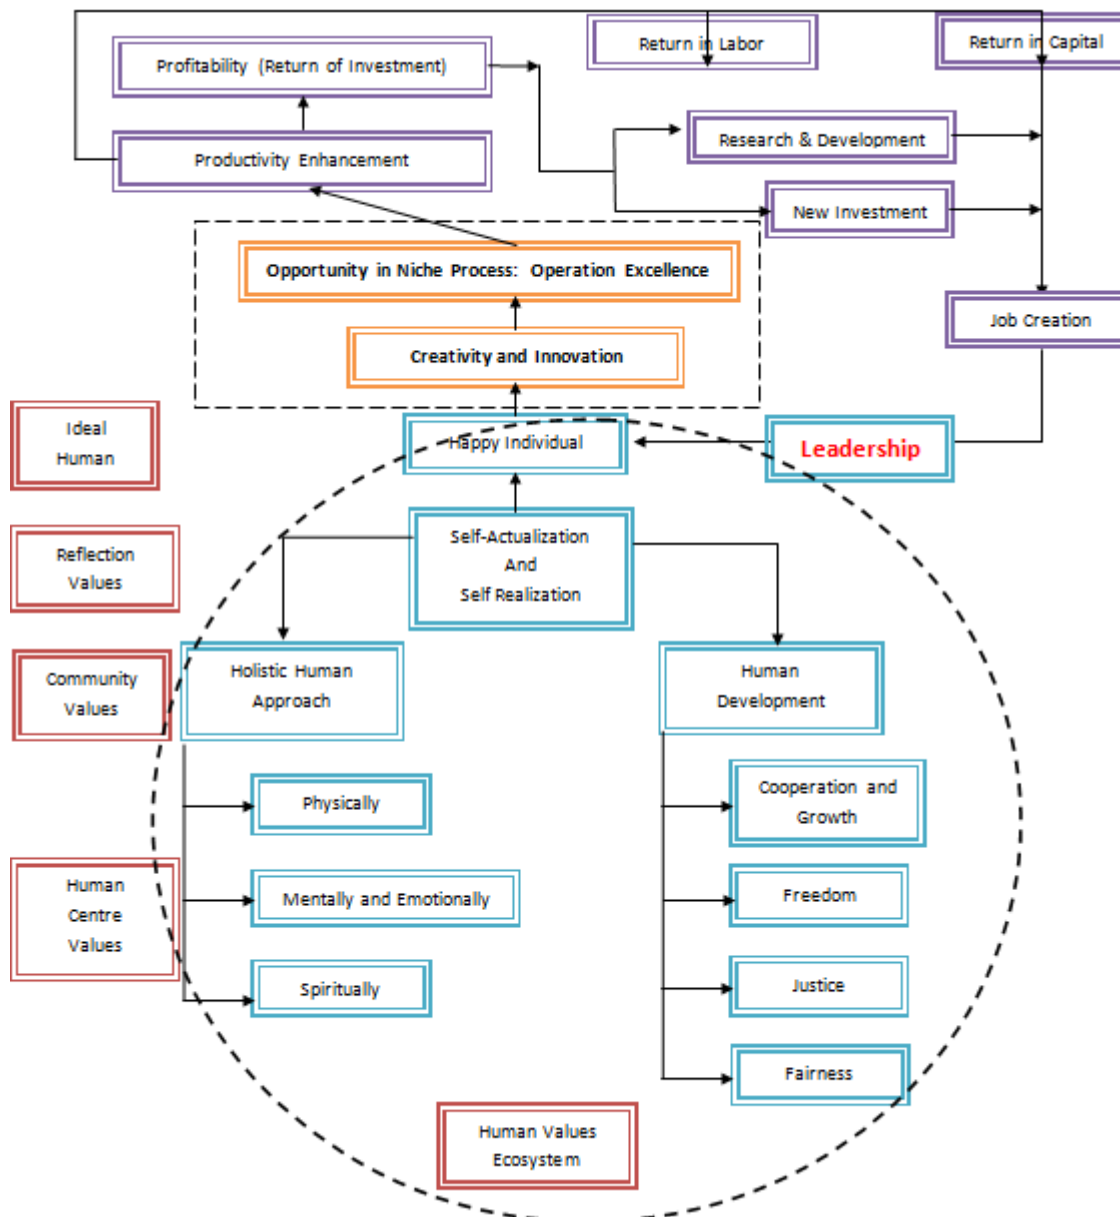 Return in Labor
Return in Capital
Profitability (Return of Investment)
Research & Development
Productivity Enhancement
New Investment
Opportunity in Niche Process: Operation Excellence
Job Creation
Creativity and Innovation
Ideal
Human
Happy Individual
Leadership
Reflection
Values
Self-Actualization
And
Self Realization
Community
Values
Holistic Human
Approach
Human
Development
Physically
Cooperation and
Growth
Human
Centre
Values
Mentally and Emotionally
Freedom
Spiritually
Justice
Fairness
Human Values
Ecosystem